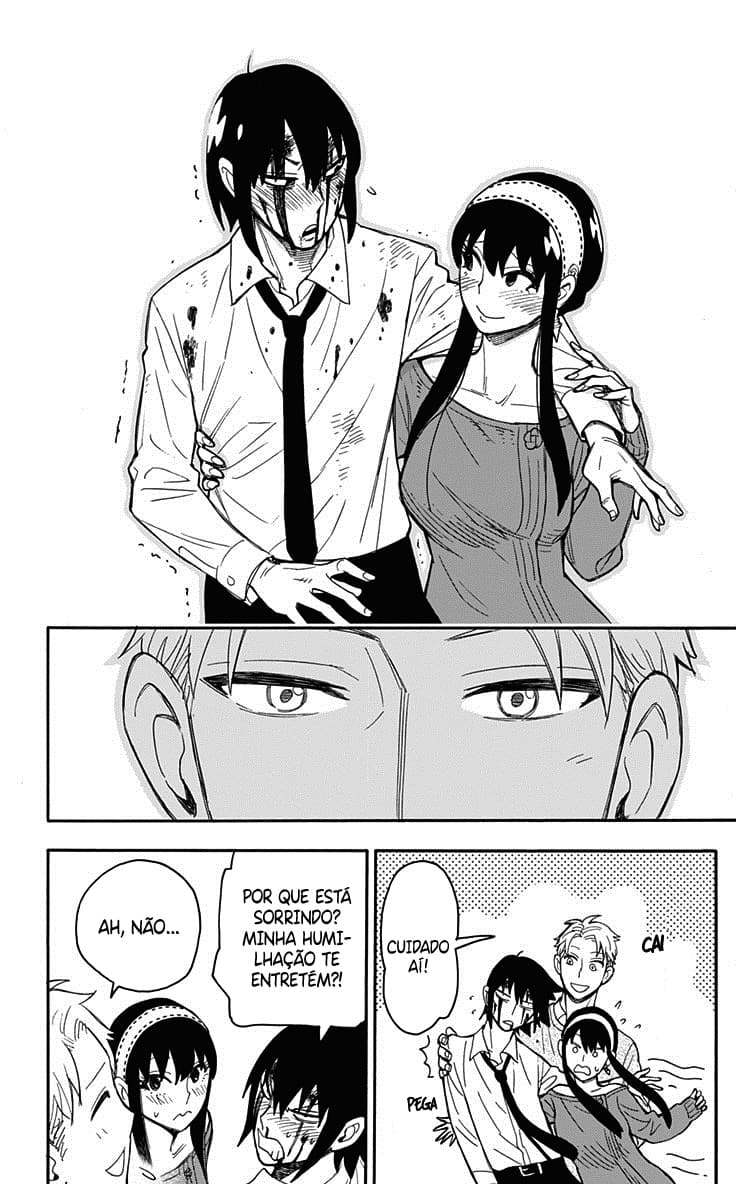 CAI
CUIDADO
AÍ!
PEGA
POR QUE ESTÁ
SORRINDO?
MINHA HUMI-
LHAÇÃO TE
ENTRETÉM?!
AH, NÃO...